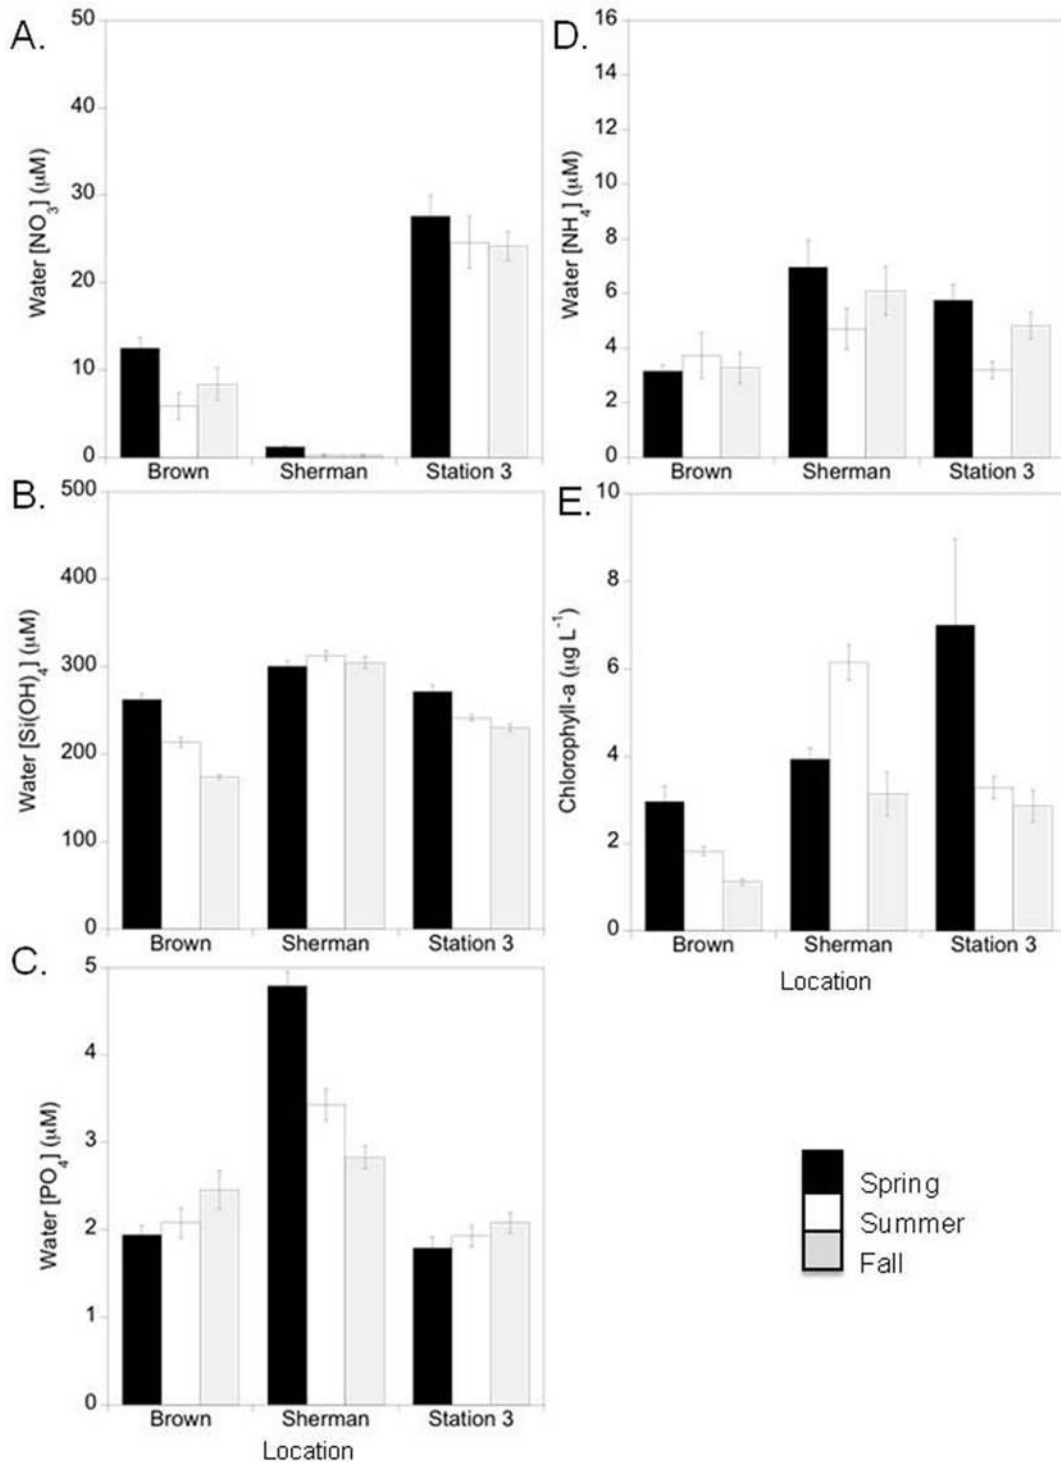 A.
50
40
30
20
10
0
Water [NO3] (µM)
Brown Sherman Station 3
B.
500
400
300
200
100
0
Water [Si(OH)4] (µM)
Brown Sherman Station 3
C.
5
4
3
2
1
0
Water [PO4] (µM)
Brown Sherman Station 3
Location
D.
16
14
12
10
8
6
4
2
0
Water [NH4] (µM)
Brown Sherman Station 3
E.
10
8
6
4
2
0
Chlorophyll-a (µg L-1)
Brown Sherman Station 3
Location
Spring
Summer
Fall